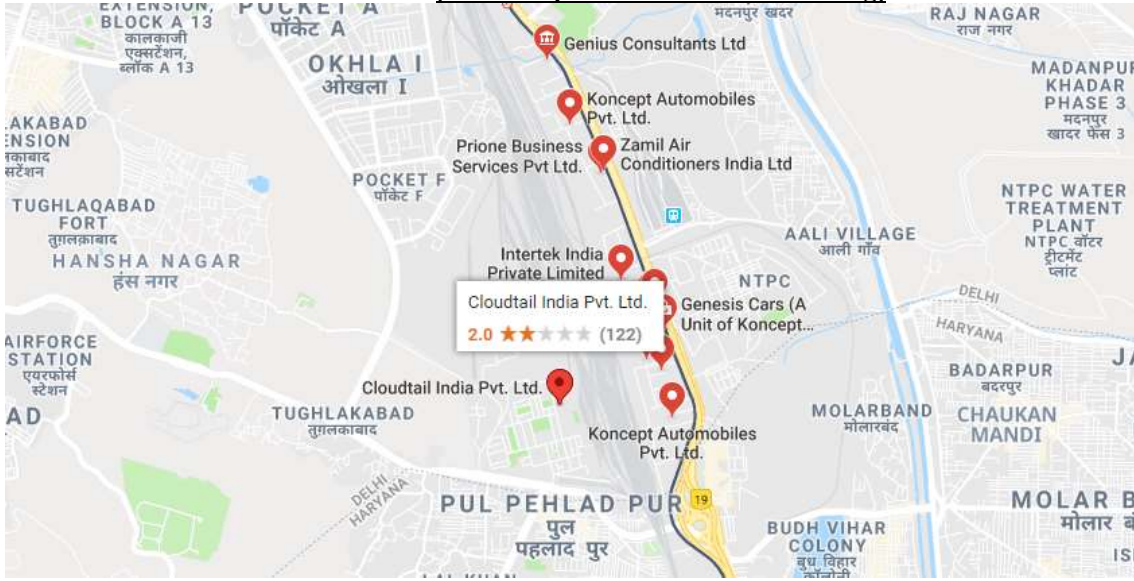 EXTENSION,
BLOCK A 13
कालकाजी
एक्सटेंशन,
ब्लॉक A 13
POCKET A
पॉकेट A
मदनपुर खादर
RAJ NAGAR
राज नगर
Genius Consultants Ltd
OKHLA I
ओखला I
MADANPUR
KHADAR
PHASE 3
मदनपुर
खादर फेस 3
Koncept Automobiles
Pvt. Ltd.
Prione Business
Services Pvt Ltd.
Zamil Air
Conditioners India Ltd
POCKET F
पॉकेट F
NTPC WATER
TREATMENT
PLANT
NTPC वॉटर
ट्रीटमेंट
प्लांट
TUGHLAQABAD
FORT
तुग़लक़ाबाद
HANSHA NAGAR
हंस नगर
AALI VILLAGE
आली गाँव
Intertek India
Private Limited
NTPC
Cloudtail India Pvt. Ltd.
2.0 (122)
Genesis Cars (A
Unit of Koncept...
DELHI
HARYANA
AIRFORCE
STATION
एयरफोर्स
स्टेशन
BADARPUR
बदरपुर
Cloudtail India Pvt. Ltd.
TUGHLAKABAD
तुग़लकाबाद
MOLARBAND
मोलारबंद
CHAUKAN
MANDI
Koncept Automobiles
Pvt. Ltd.
DELHI
HARYANA
PUL PEHLAD PUR
पुल
पहलाद पुर
19
MOLAR B
मोलार
BUDH VIHAR
COLONY
बुध विहार